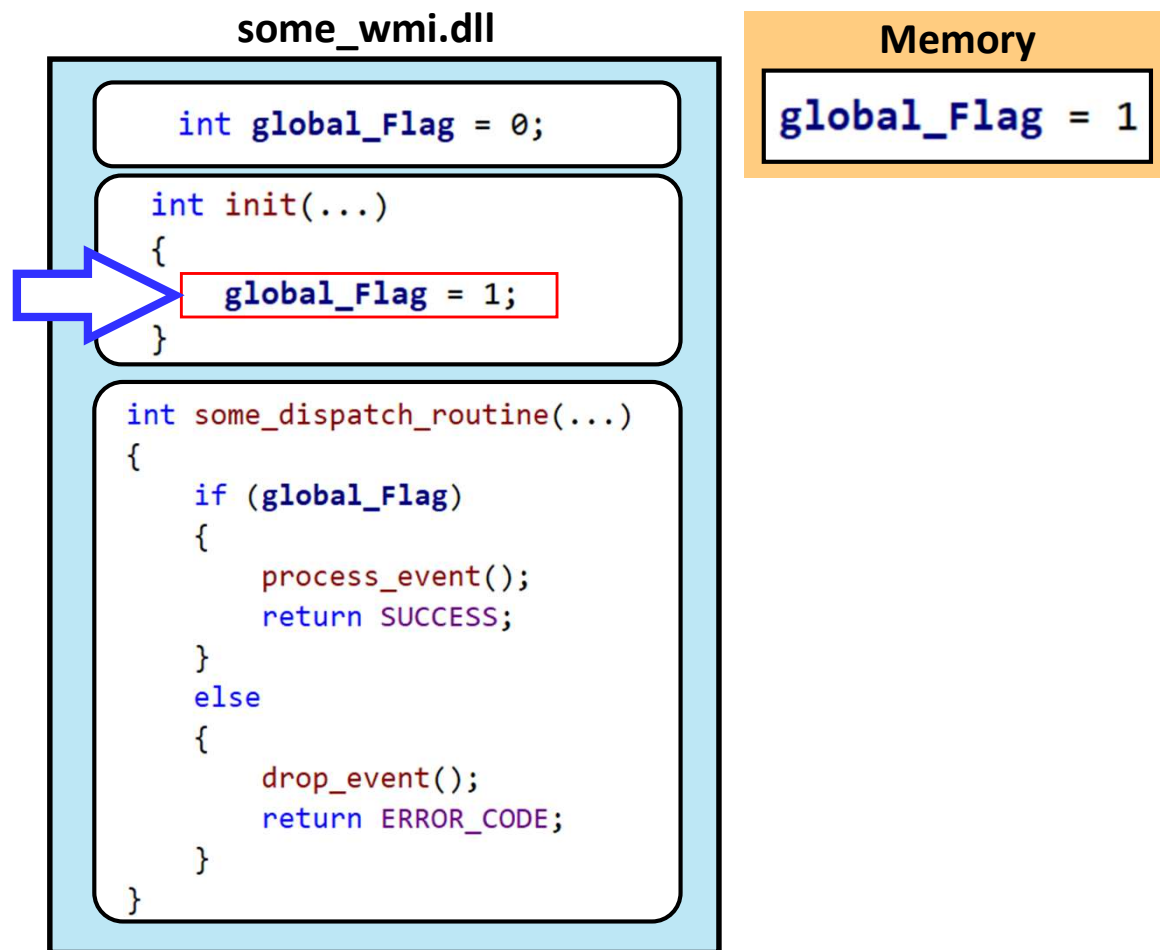 some_wmi.dll
int global_Flag = 0;
int init(...)
{
global_Flag = 1;
}
int some_dispatch_routine(...)
{
if (global_Flag)
{
process_event();
return SUCCESS;
}
else
{
drop_event();
return ERROR_CODE;
}
}
Memory
global_Flag = 1